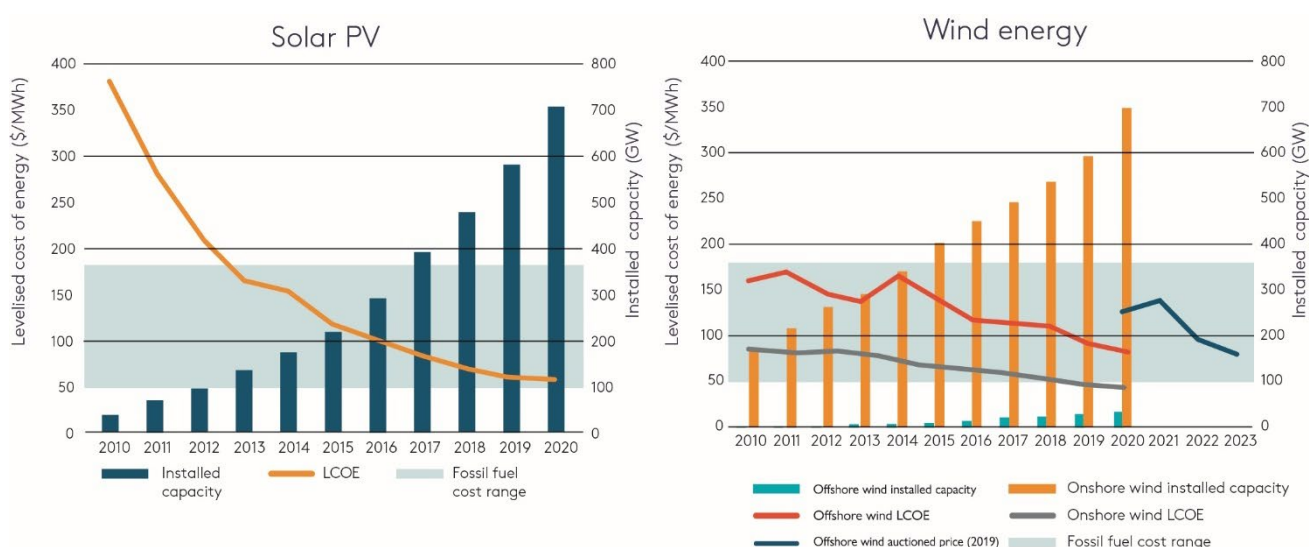 Solar PV
Levelised cost of energy ($/MWh)
400
350
300
250
200
150
100
50
0
800
700
600
500
400
300
200
100
0
Installed capacity (GW)
2010 2011 2012 2013 2014 2015 2016 2017 2018 2019 2020
Installed
capacity
LCOE
Fossil fuel
cost range
Wind energy
Levelised cost of energy ($/MWh)
400
350
300
250
200
150
100
50
0
800
700
600
500
400
300
200
100
0
Installed capacity (GW)
2010 2011 2012 2013 2014 2015 2016 2017 2018 2019 2020 2021 2022 2023
Offshore wind installed capacity
Onshore wind installed capacity
Offshore wind LCOE
Onshore wind LCOE
Offshore wind auctioned price (2019)
Fossil fuel cost range